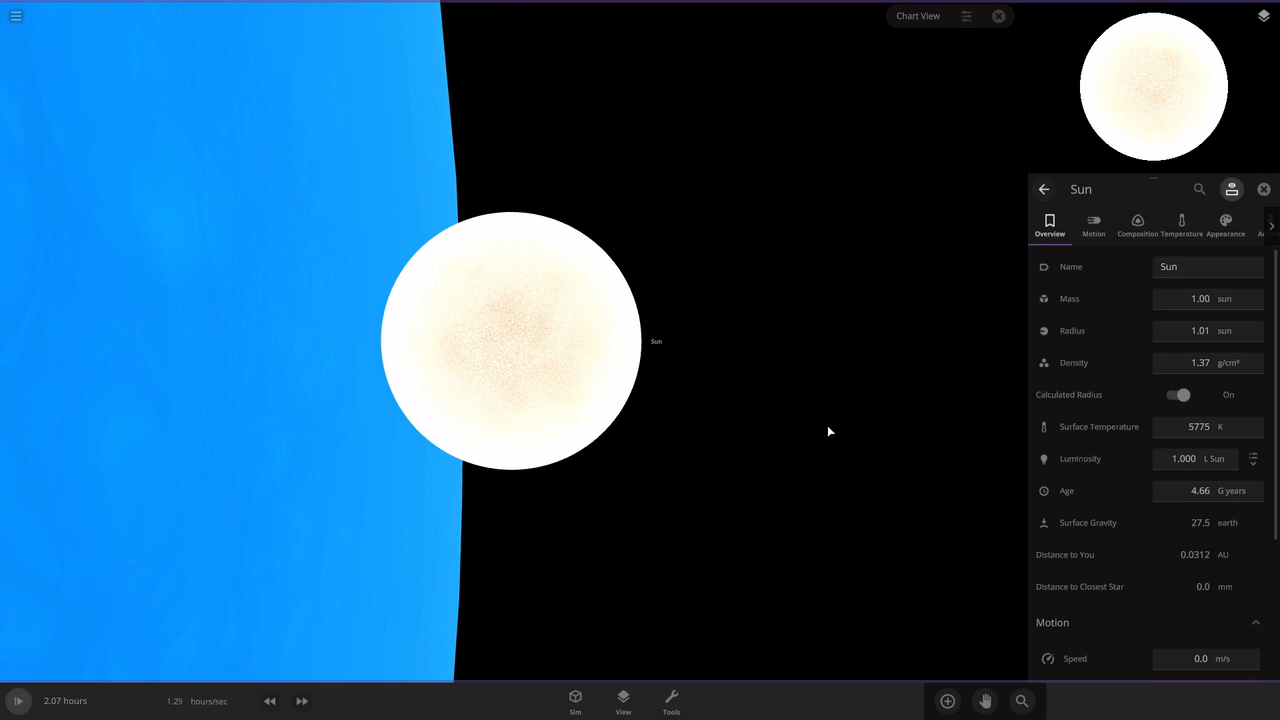 Chart View
Sun
Sun
Overview Motion Composition Temperature Appearance
Name Sun
Mass 1.00 sun
Radius 1.01 sun
Density 1.37 g/cm³
Calculated Radius On
Surface Temperature 5775 K
Luminosity 1.000 L Sun
Age 4.66 G years
Surface Gravity 27.5 earth
Distance to You 0.0312 AU
Distance to Closest Star 0.0 mm
Motion
Speed 0.0 m/s
2.07 hours 1.29 hours/sec Sim View Tools